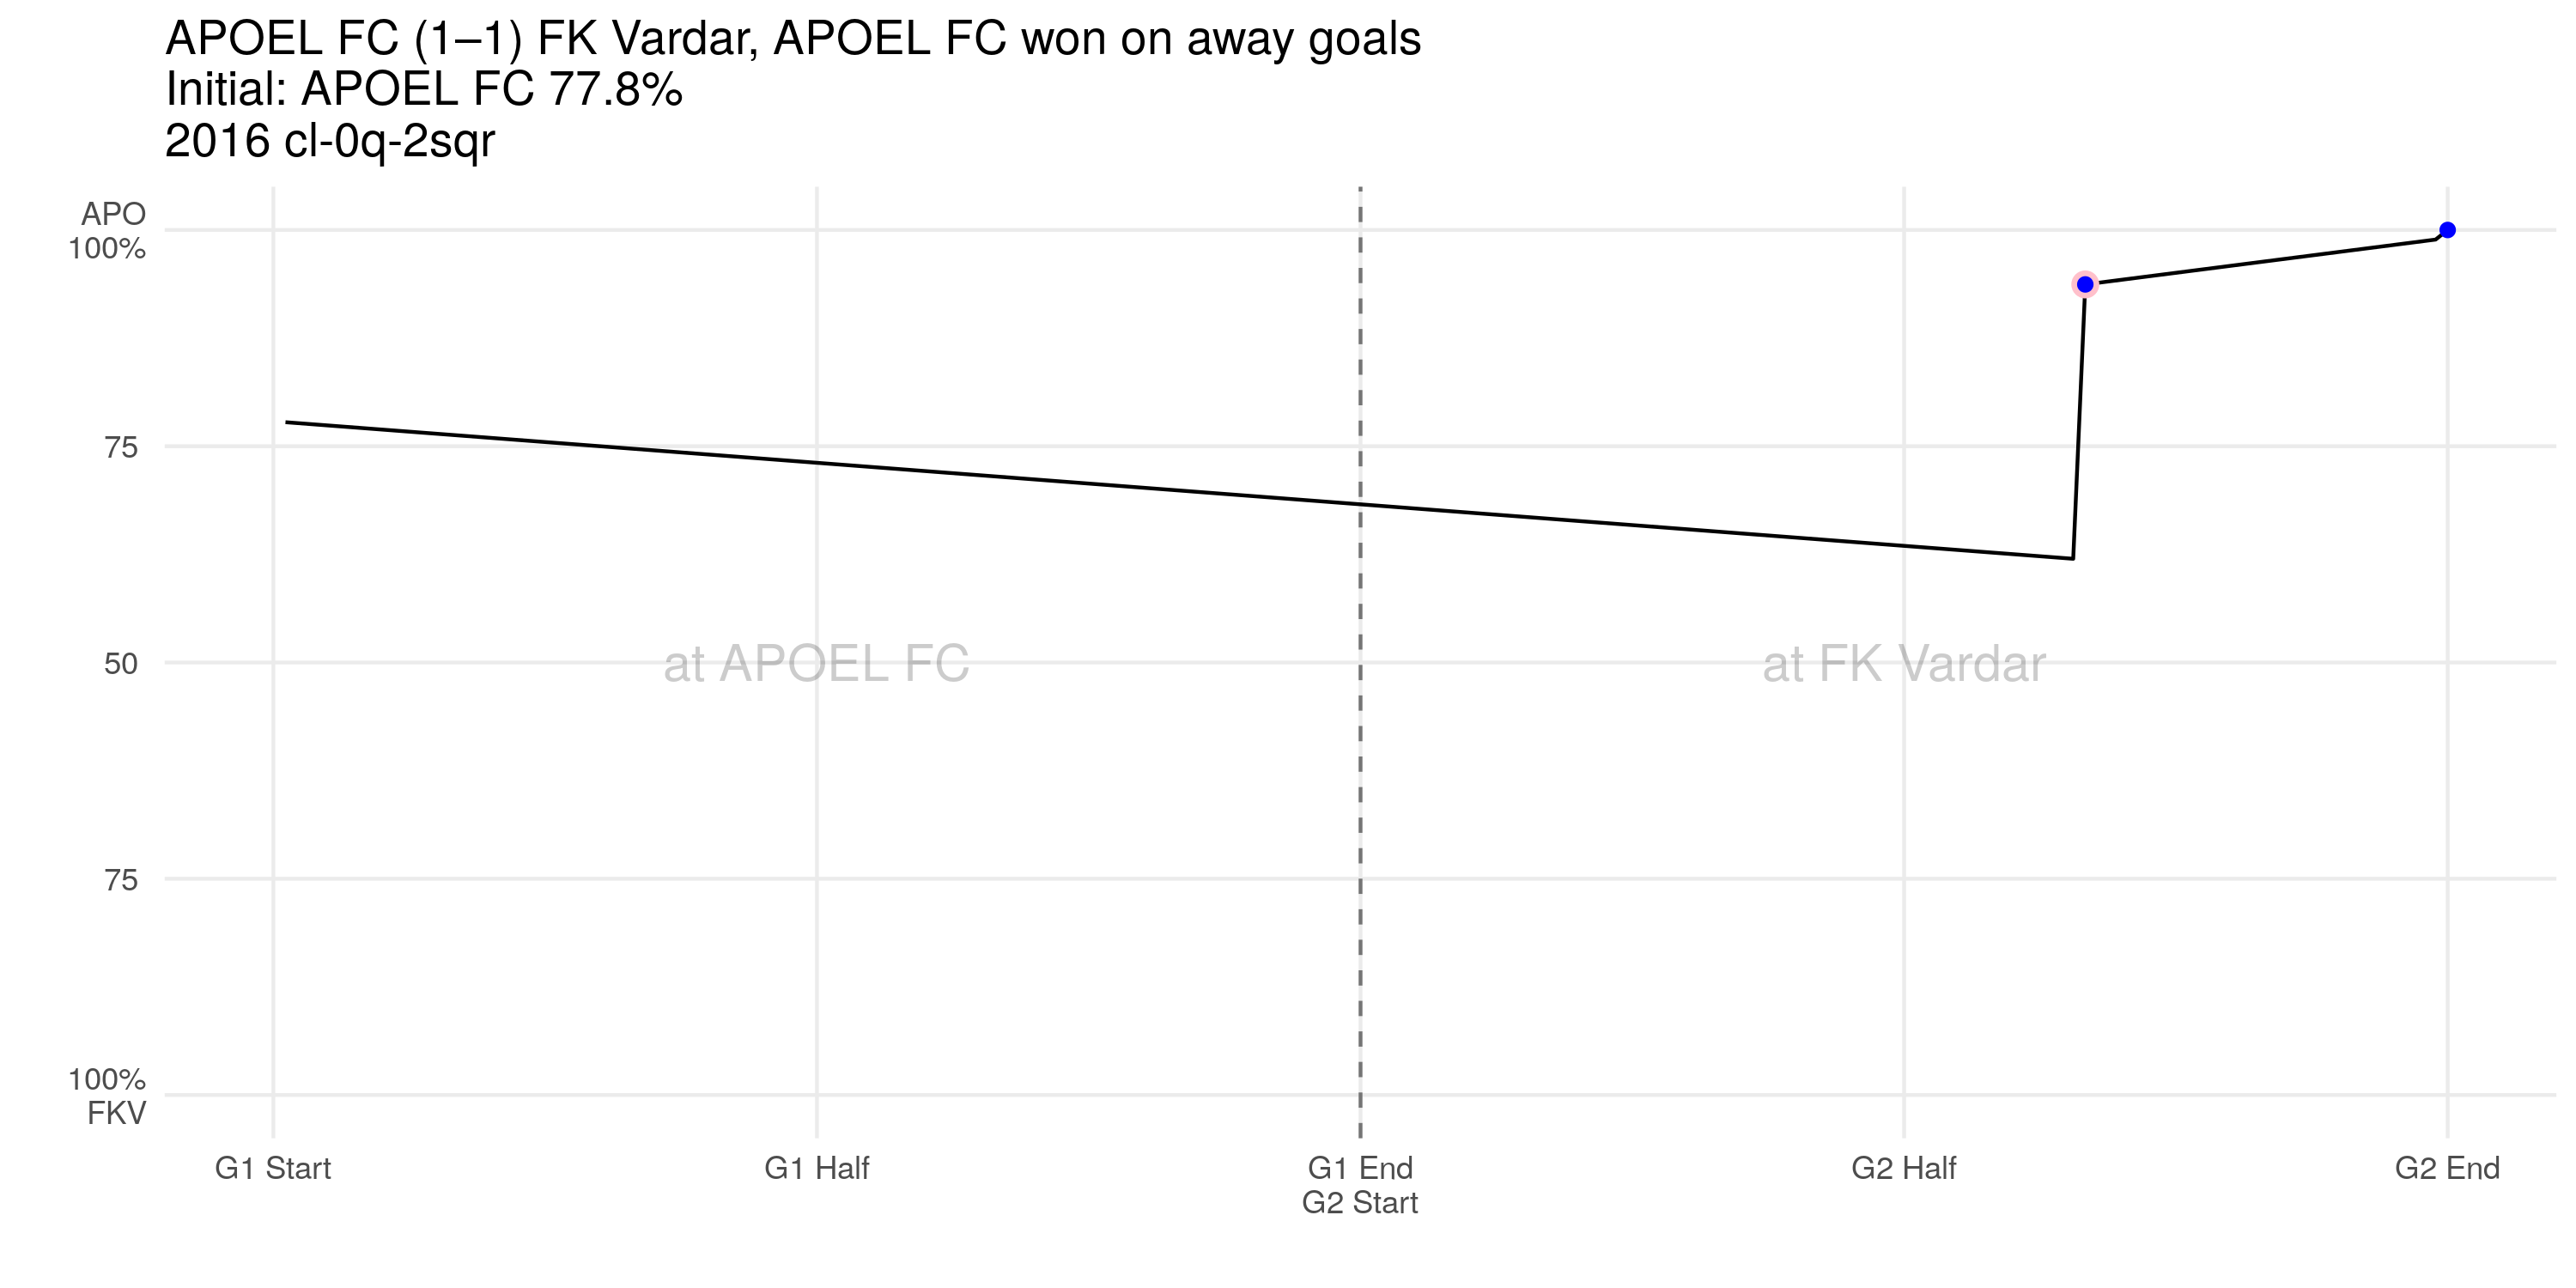 APOEL FC (1–1) FK Vardar, APOEL FC won on away goals
Initial: APOEL FC 77.8%
2016 cl-0q-2sqr
APO
100%
75
50
75
100%
FKV
at APOEL FC
at FK Vardar
G1 Start
G1 Half
G1 End
G2 Start
G2 Half
G2 End